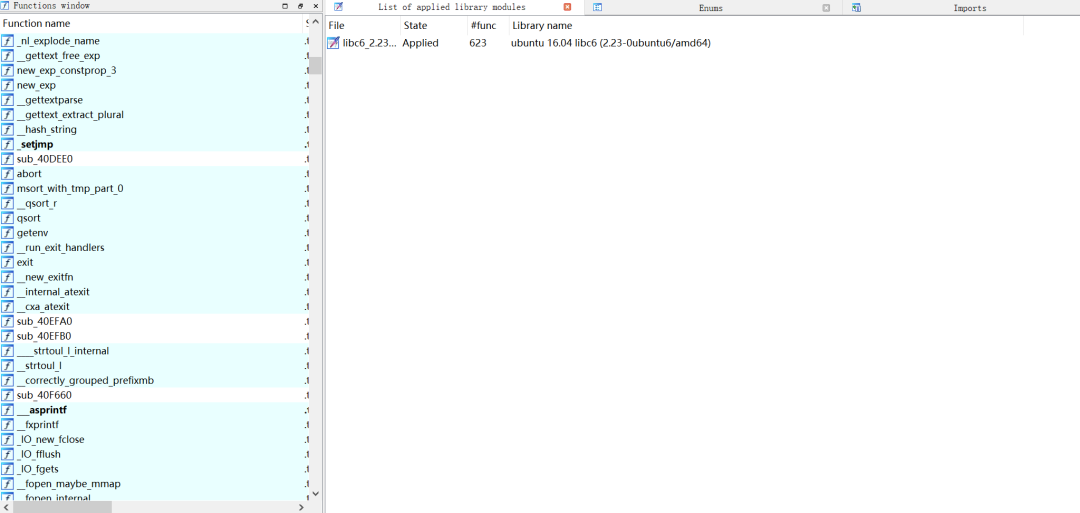 Functions window
Function name
_nl_explode_name
__gettext_free_exp
new_exp_constprop_3
new_exp
__gettextparse
__gettext_extract_plural
__hash_string
_setjmp
sub_40DEE0
abort
msort_with_tmp_part_0
__qsort_r
qsort
getenv
__run_exit_handlers
exit
__new_exitfn
__internal_atexit
__cxa_atexit
sub_40EFA0
sub_40EFB0
___strtoul_l_internal
__strtoul_l
__correctly_grouped_prefixmb
sub_40F660
___asprintf
__fxprintf
_IO_new_fclose
_IO_fflush
_IO_fgets
__fopen_maybe_mmap
__fopen_internal
List of applied library modules Enums Imports
File State #func Library name
libc6_2.23... Applied 623 ubuntu 16.04 libc6 (2.23-0ubuntu6/amd64)